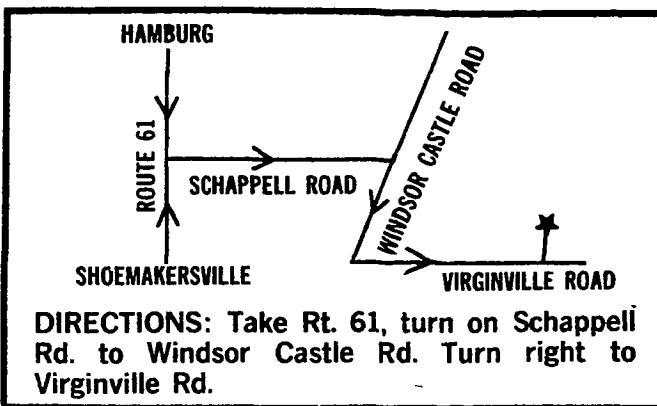 HAMBURG
ROUTE 61
SCHAPPELL ROAD
WINDSOR CASTLE ROAD
SHOEMAKERSVILLE
VIRGINVILLE ROAD
DIRECTIONS: Take Rt. 61, turn on Schappell
Rd. to Windsor Castle Rd. Turn right to
Virginville Rd.